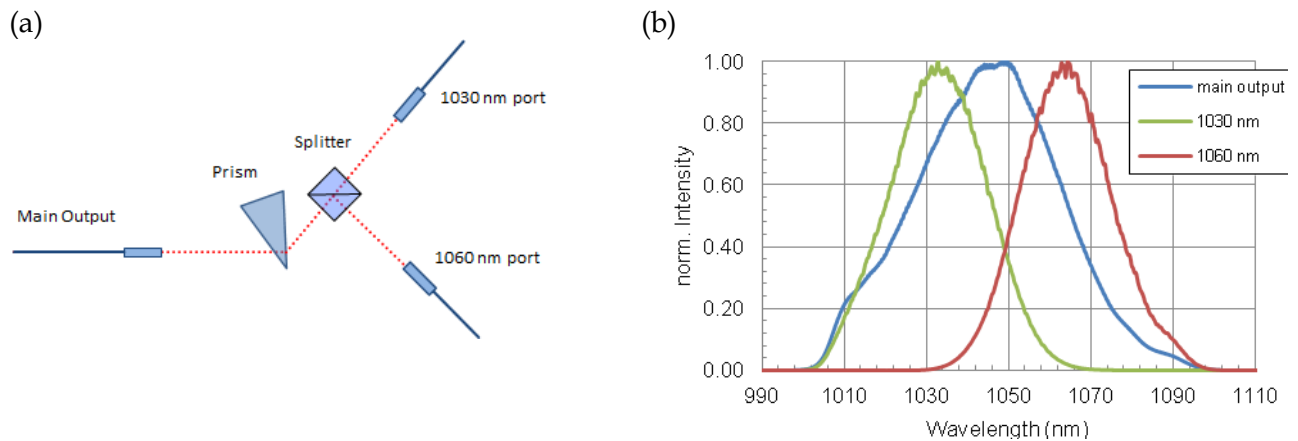 (a)
1030 nm port
Splitter
Prism
Main Output
1060 nm port
(b)
1.00
0.80
0.60
0.40
0.20
0.00
norm. Intensity
main output
1030 nm
1060 nm
990 1010 1030 1050 1070 1090 1110
Wavelength (nm)